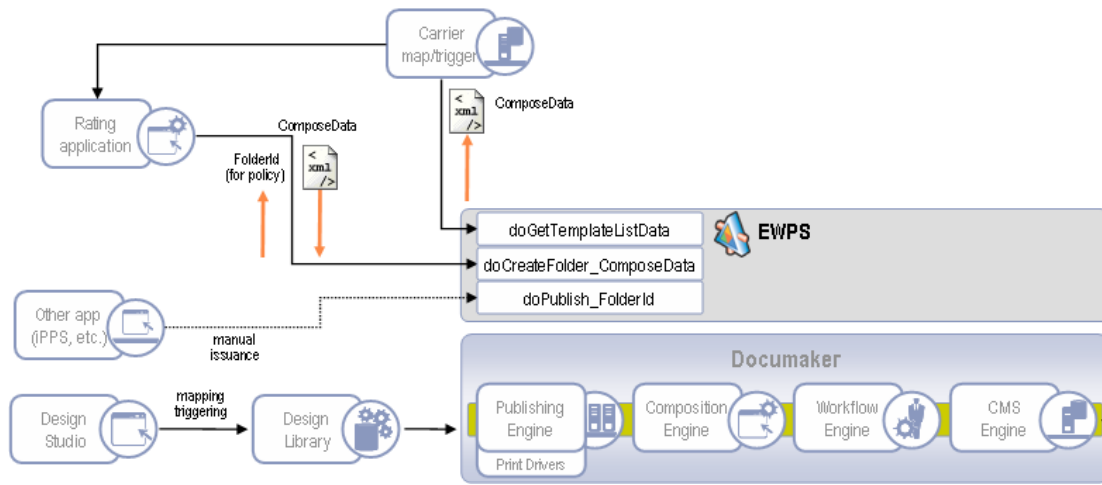 Carrier
map/trigger
< xml />
ComposeData
Rating
application
ComposeData
FolderId
(for policy)
< xml />
doGetTemplateListData
EWPS
doCreateFolder_ComposeData
doPublish_FolderId
Other app
(iPPS, etc.)
manual
issuance
Documaker
mapping
triggering
Design
Studio
Design
Library
Publishing
Engine
Print Drivers
Composition
Engine
Workflow
Engine
CMS
Engine